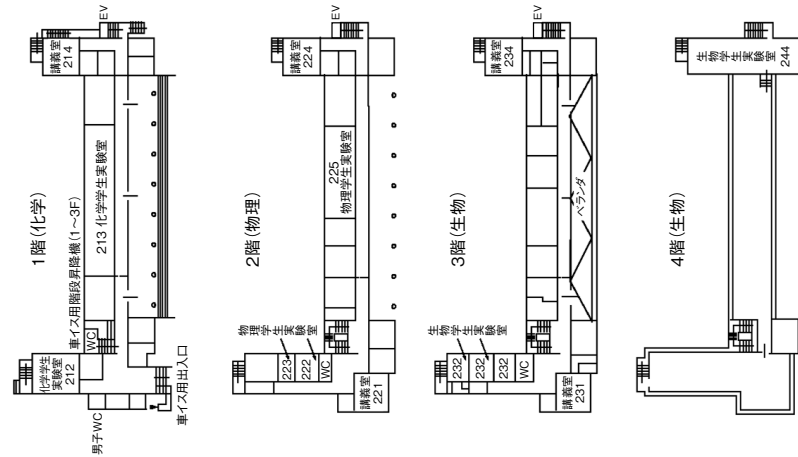 1階(化学)
化学学生
実験室
212
男子WC
WC
車イス用階段昇降機(1～3F)
車イス用出入口
213 化学学生実験室
講義室
214
EV
2階(物理)
物理学生実験室
223
222
WC
講義室
221
225
物理学生実験室
講義室
224
EV
3階(生物)
生物学生実験室
232
232
232
WC
講義室
231
ベランダ
講義室
234
EV
4階(生物)
生物学生実験室
244